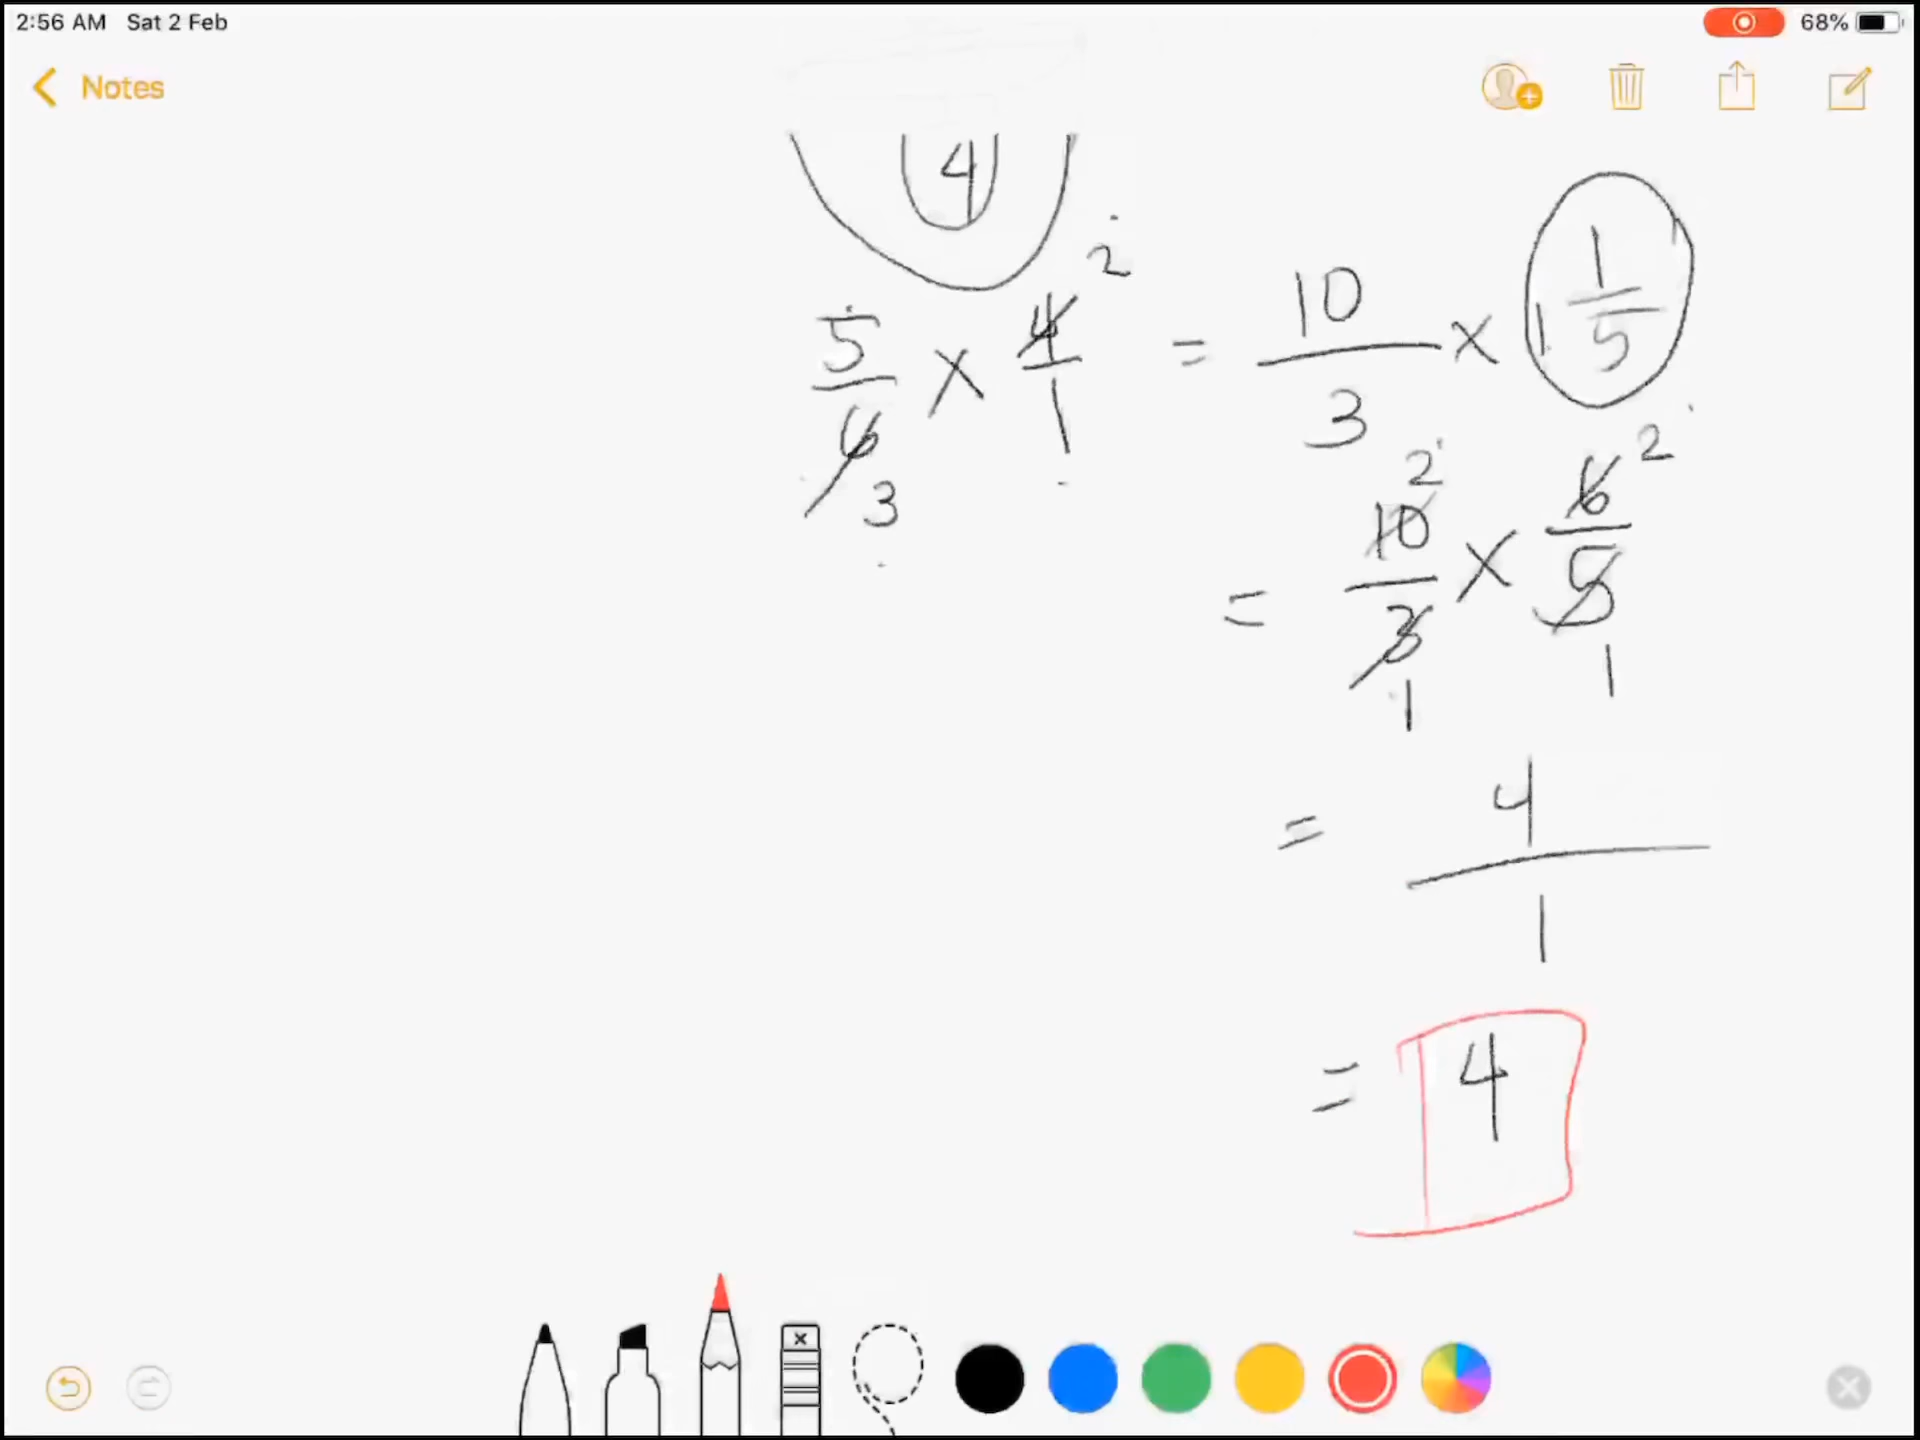 2:56 AM Sat 2 Feb
68%
Notes
4
5/6 × 4/1 = 10/3 × 1 1/5
3 2
= 10/3 × 6/5
2 2
1 1
= 4/1
= 4